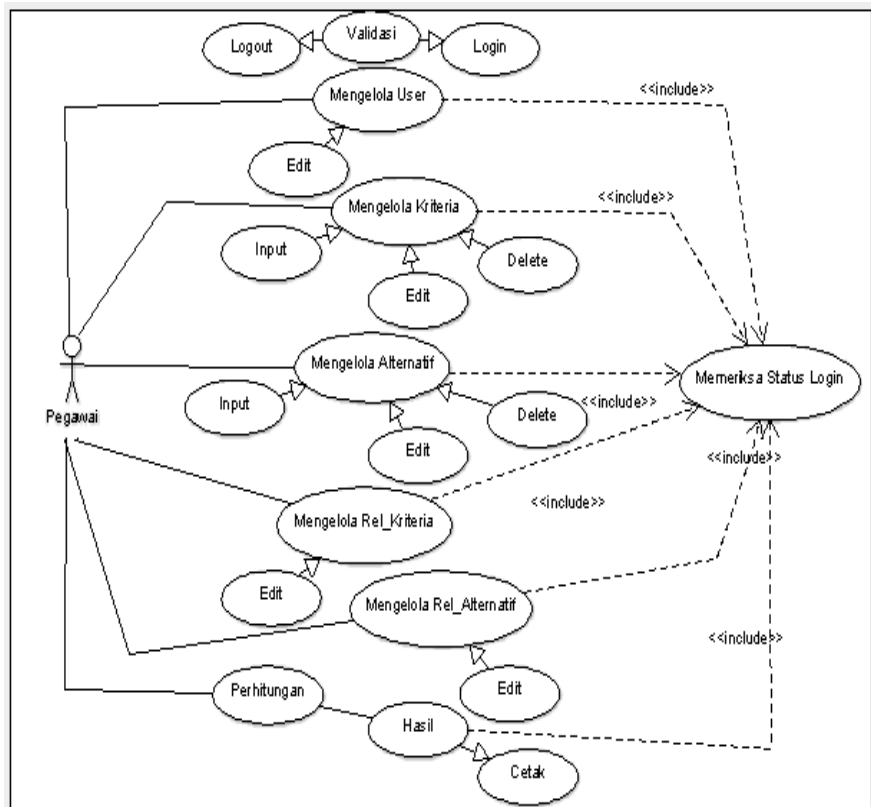 Validasi
Logout
Login
Mengelola User
<<include>>
Edit
Mengelola Kriteria
<<include>>
Input
Delete
Edit
Mengelola Alternatif
Memeriksa Status Login
Pegawai
Input
Delete
<<include>>
Edit
<<include>>
Mengelola Rel_Kriteria
<<include>>
Edit
Mengelola Rel_Alternatif
<<include>>
Perhitungan
Edit
Hasil
Cetak